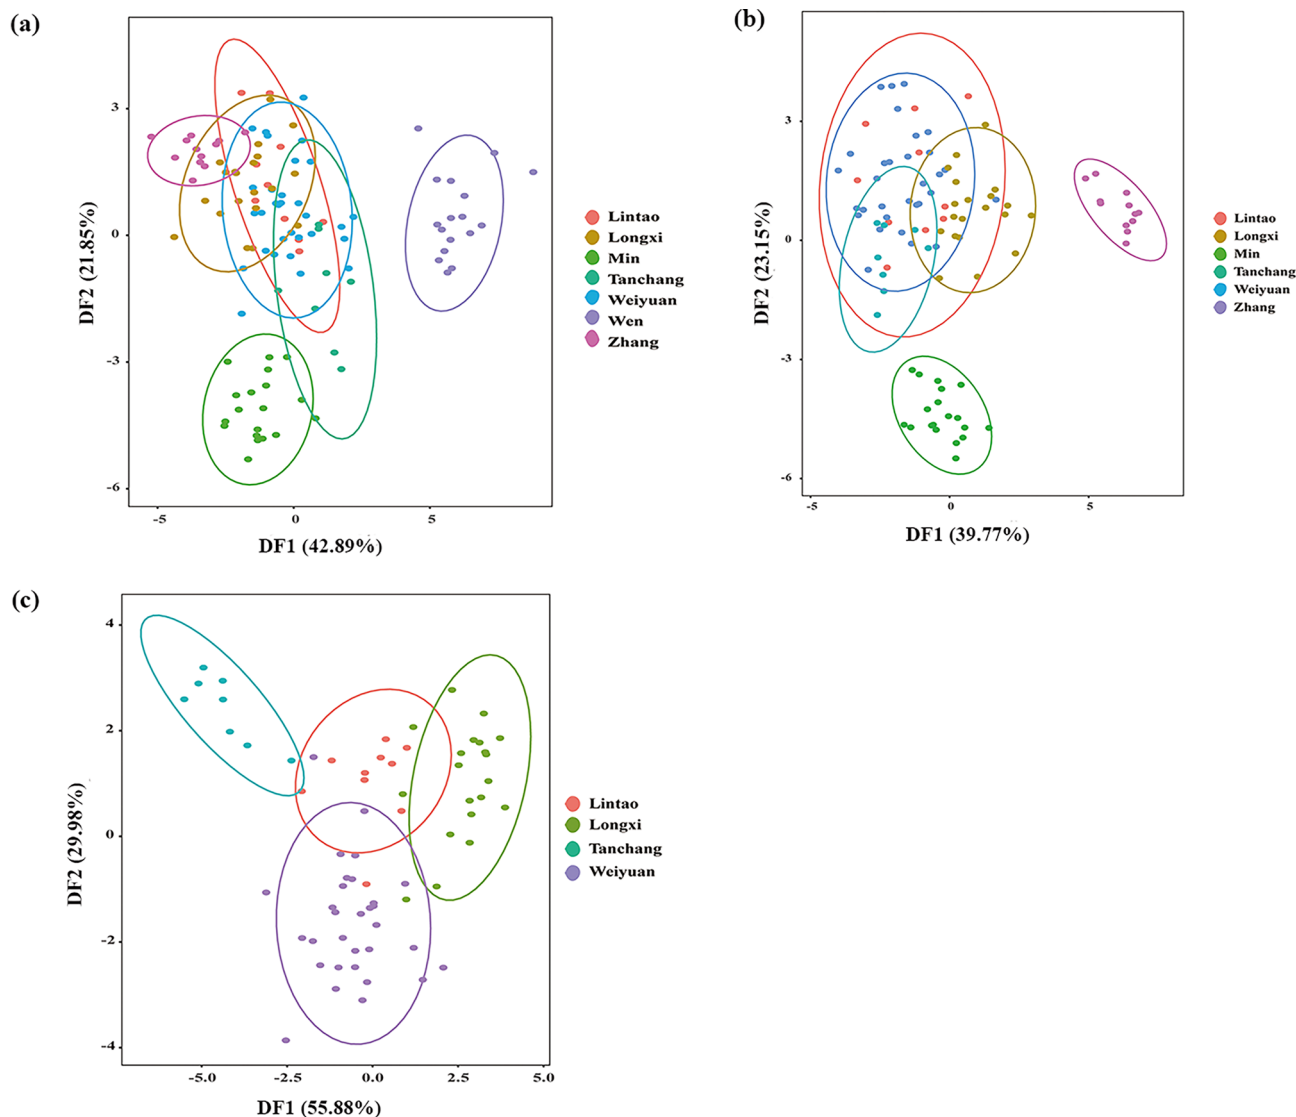 (a)
3
0
-3
-6
DF2 (21.85%)
-5
0
5
DF1 (42.89%)
Lintao
Longxi
Min
Tanchang
Weiyuan
Wen
Zhang
(b)
3
0
-3
-6
DF2 (23.15%)
-5
0
5
DF1 (39.77%)
Lintao
Longxi
Min
Tanchang
Weiyuan
Zhang
(c)
4
2
0
-2
-4
DF2 (29.98%)
-5.0
-2.5
0.0
2.5
5.0
DF1 (55.88%)
Lintao
Longxi
Tanchang
Weiyuan